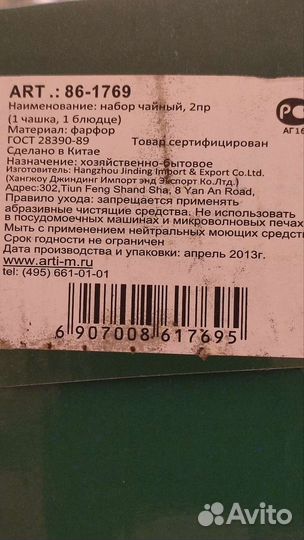 ART .: 86-1769
Наименование: набор чайный, 2пр
(1 чашка, 1 блюдце)
Материал: фарфор
ГОСТ 28390-89 Товар сертифицирован
Сделано в Китае
Назначение: хозяйственно-бытовое
Изготовитель: Hangzhou Jinding Import & Export Co.Ltd.
(Хангжоу Джиндинг Импорт энд Экспорт Ко.Лтд.)
Адрес:302,Tiun Feng Shand Sha, 8 Yan An Road,
Правило ухода: запрещается применять
абразивные чистящие средства. Не использовать
в посудомоечных машинах и микроволновых печах
Мыть с применением нейтральных моющих средств
Срок годности не ограничен
Дата производства и упаковки: апрель 2013г.
www.arti-m.ru
tel: (495) 661-01-01
6 907008 617695
РС
АГ16
Avito